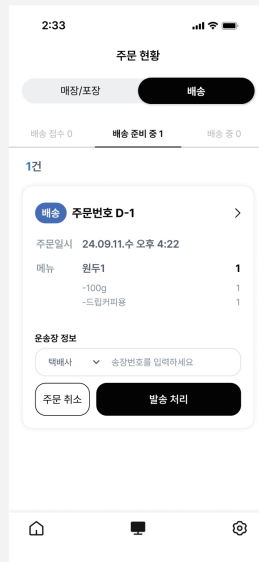 2:33
주문 현황
매장/포장 배송
배송 접수 0 배송 준비 중 1 배송 중 0
1건
배송 주문번호 D-1
주문일시 24.09.11.수 오후 4:22
메뉴 원두1 1
-100g 1
-드립커피용 1
운송장 정보
택배사 송장번호를 입력하세요
주문 취소 발송 처리